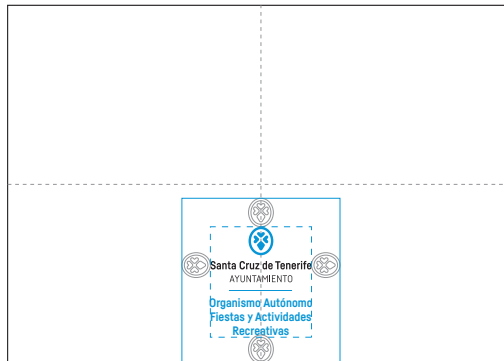 Santa Cruz de Tenerife
AYUNTAMIENTO
Organismo Autónomo
Fiestas y Actividades
Recreativas